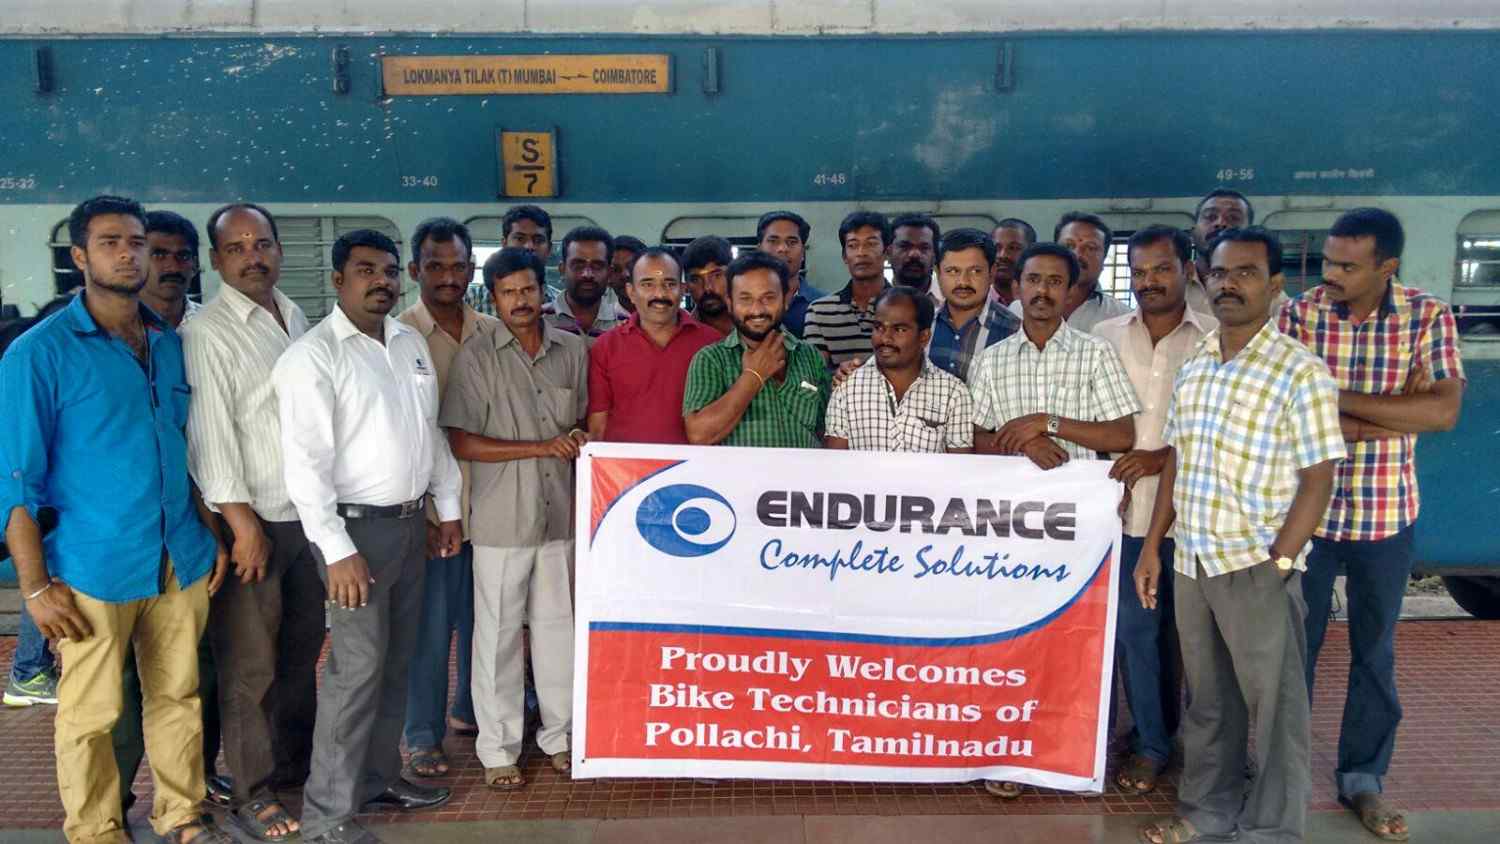 LOKMANYA TILAK (T) MUMBAI COIMBATORE
S
7
25-32
33-40
41-48
49-56
ENDURANCE
Complete Solutions
Proudly Welcomes
Bike Technicians of
Pollachi, Tamilnadu